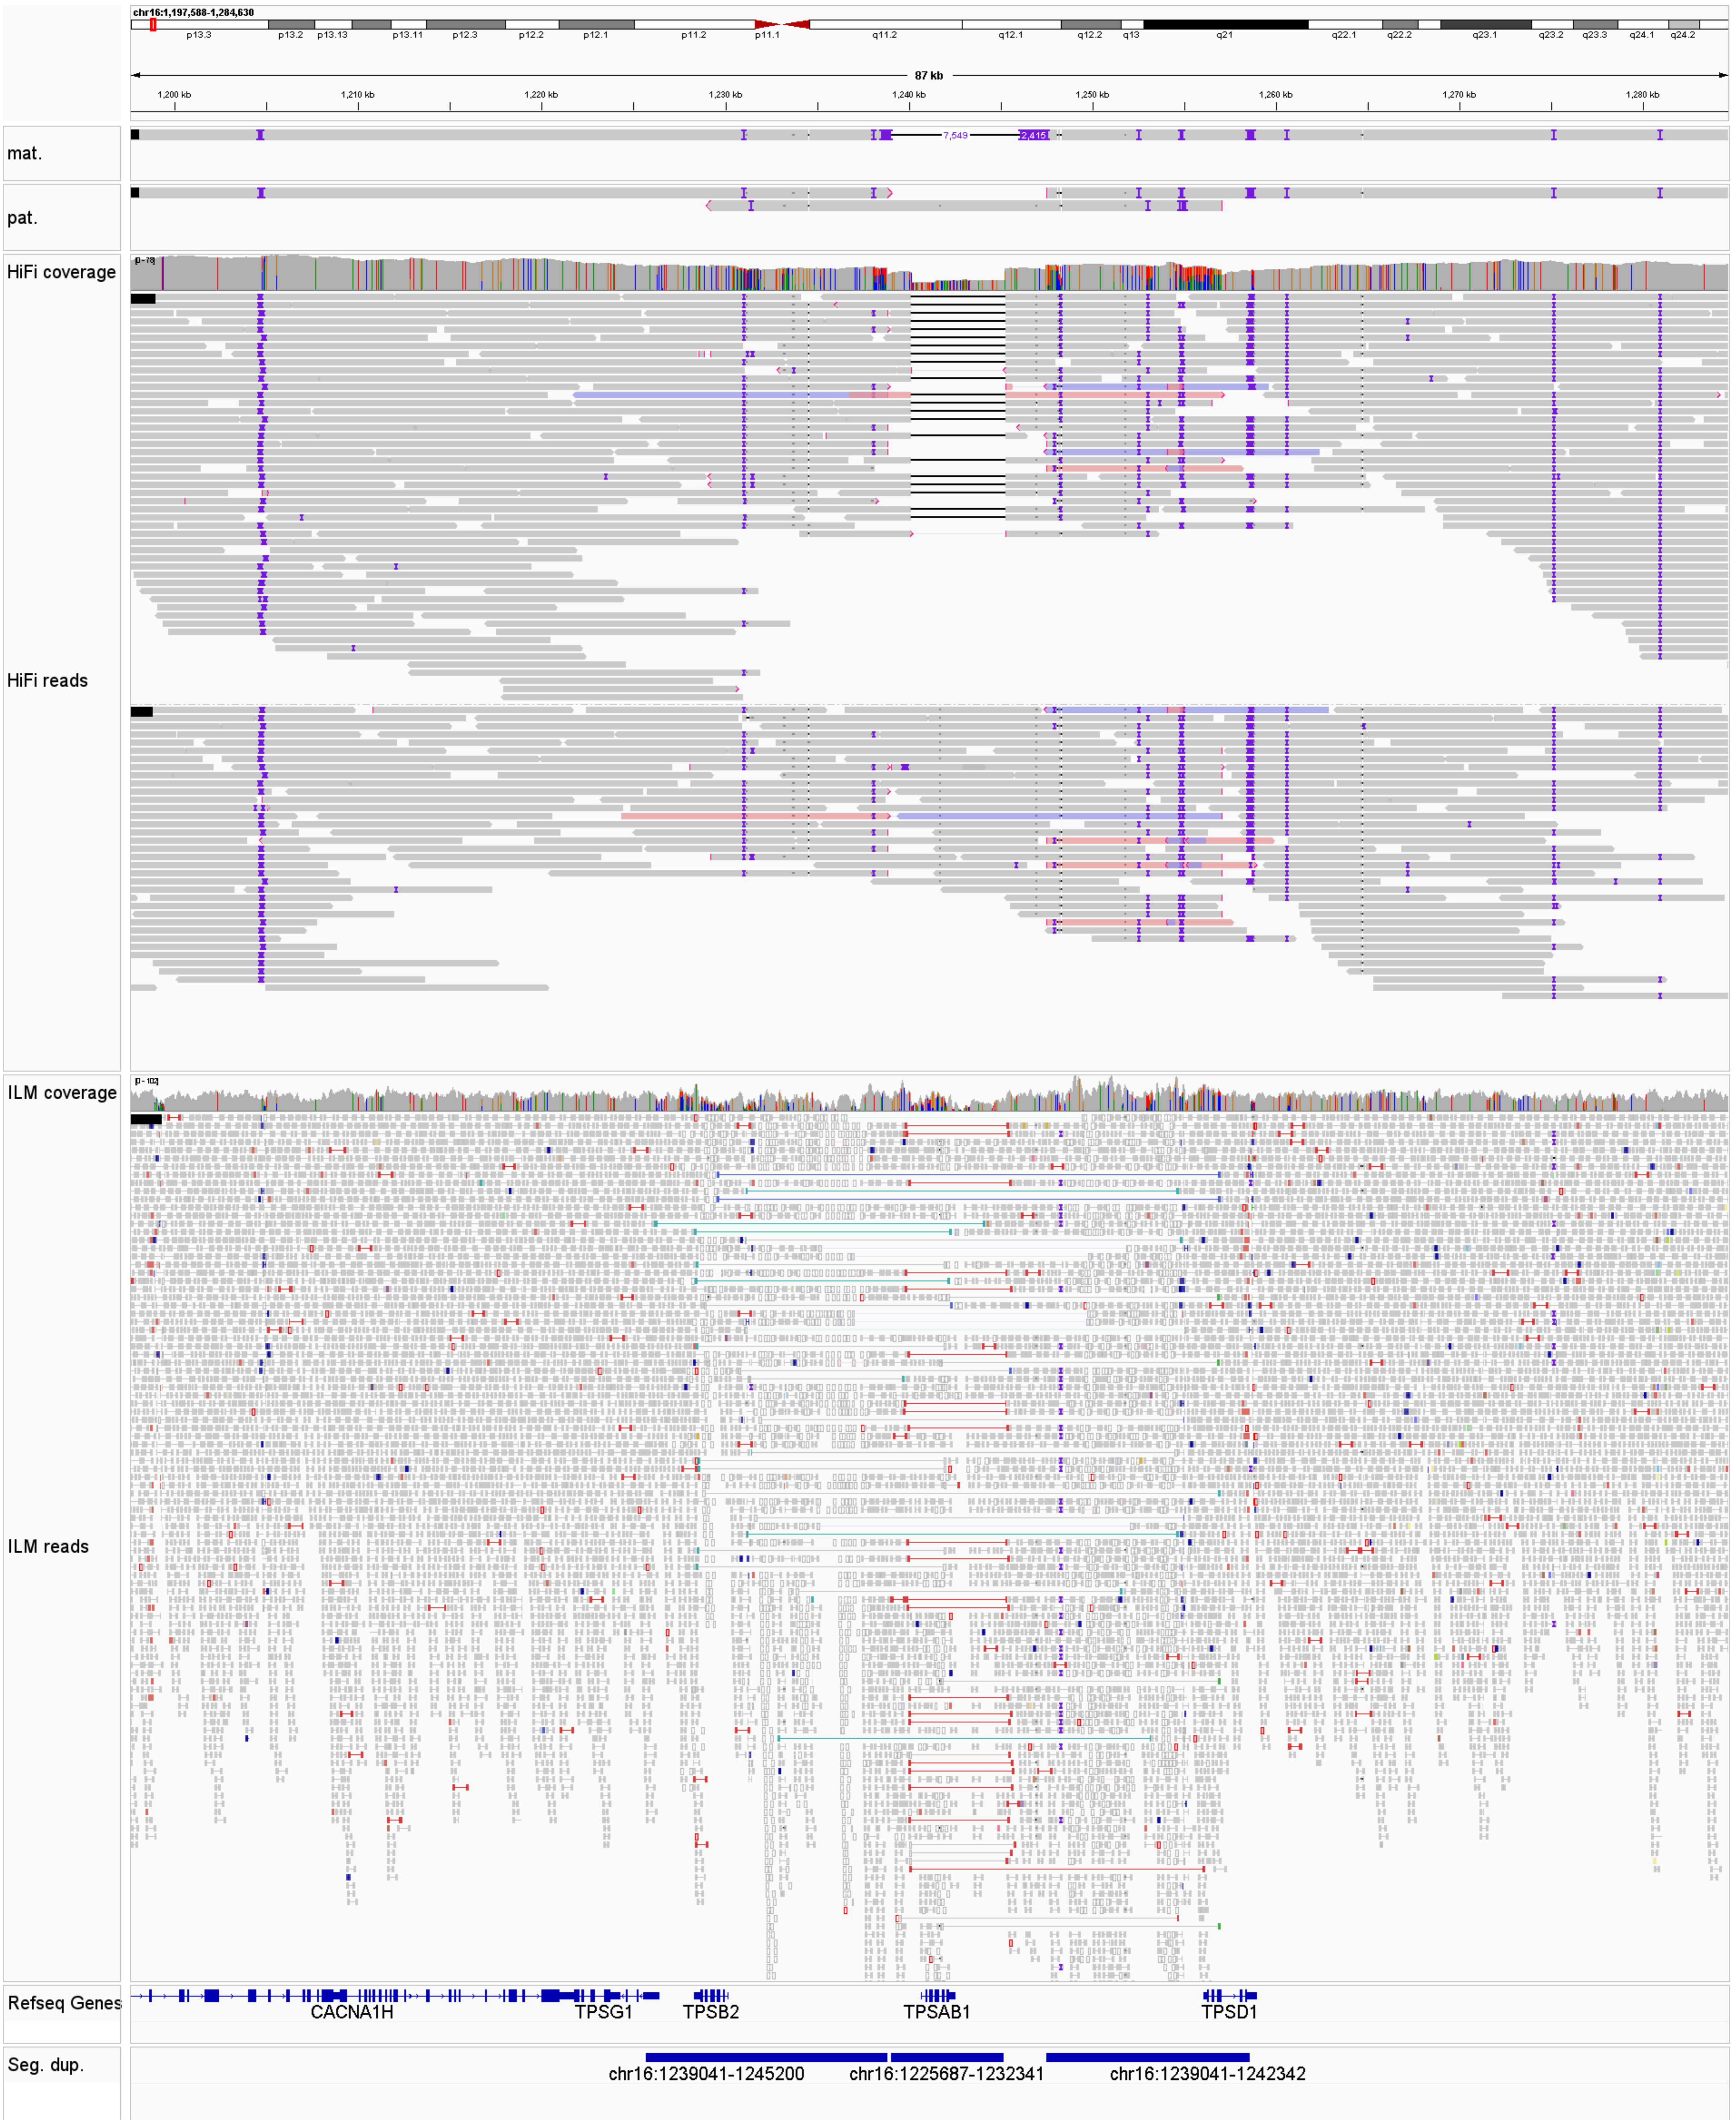 chr16:1,197,588-1,284,630
p13.3 p13.2 p13.13 p13.11 p12.3 p12.2 p12.1 p11.2 p11.1 q11.2 q12.1 q12.2 q13 q21 q22.1 q22.2 q23.1 q23.2 q23.3 q24.1 q24.2
87 kb
1,200 kb 1,210 kb 1,220 kb 1,230 kb 1,240 kb 1,250 kb 1,260 kb 1,270 kb 1,280 kb
mat.
7,549 2,415
pat.
HiFi coverage
[0 - 78]
HiFi reads
ILM coverage
[0 - 102]
ILM reads
Refseq Genes
CACNA1H TPSG1 TPSB2 TPSAB1 TPSD1
Seg. dup.
chr16:1239041-1245200 chr16:1225687-1232341 chr16:1239041-1242342